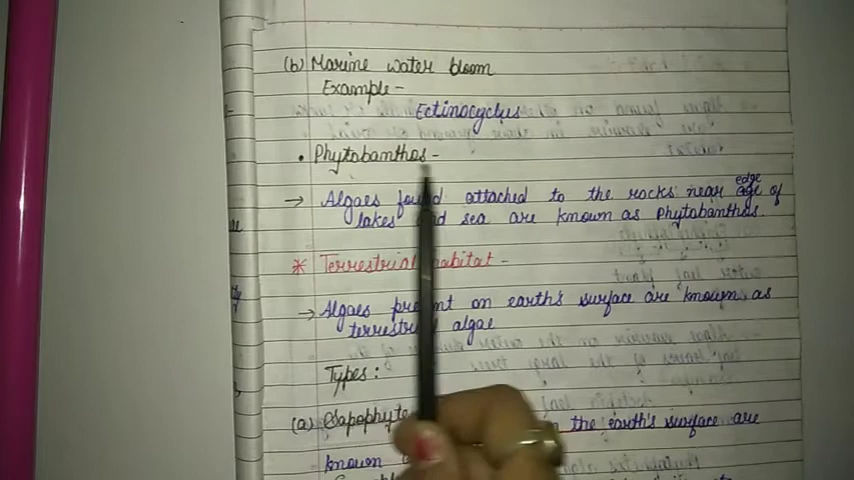 (b) Marine water bloom
Example -
Ectinocyclus
• Phytobanthos -
→ Algaes found attached to the rocks near edge of
lakes and sea are known as Phytobanthos.
* Terrestrial habitat -
→ Algaes present on earth's surface are known as
terrestrial algae
Types:
(a) Sapophyte in the earth's surface are
known